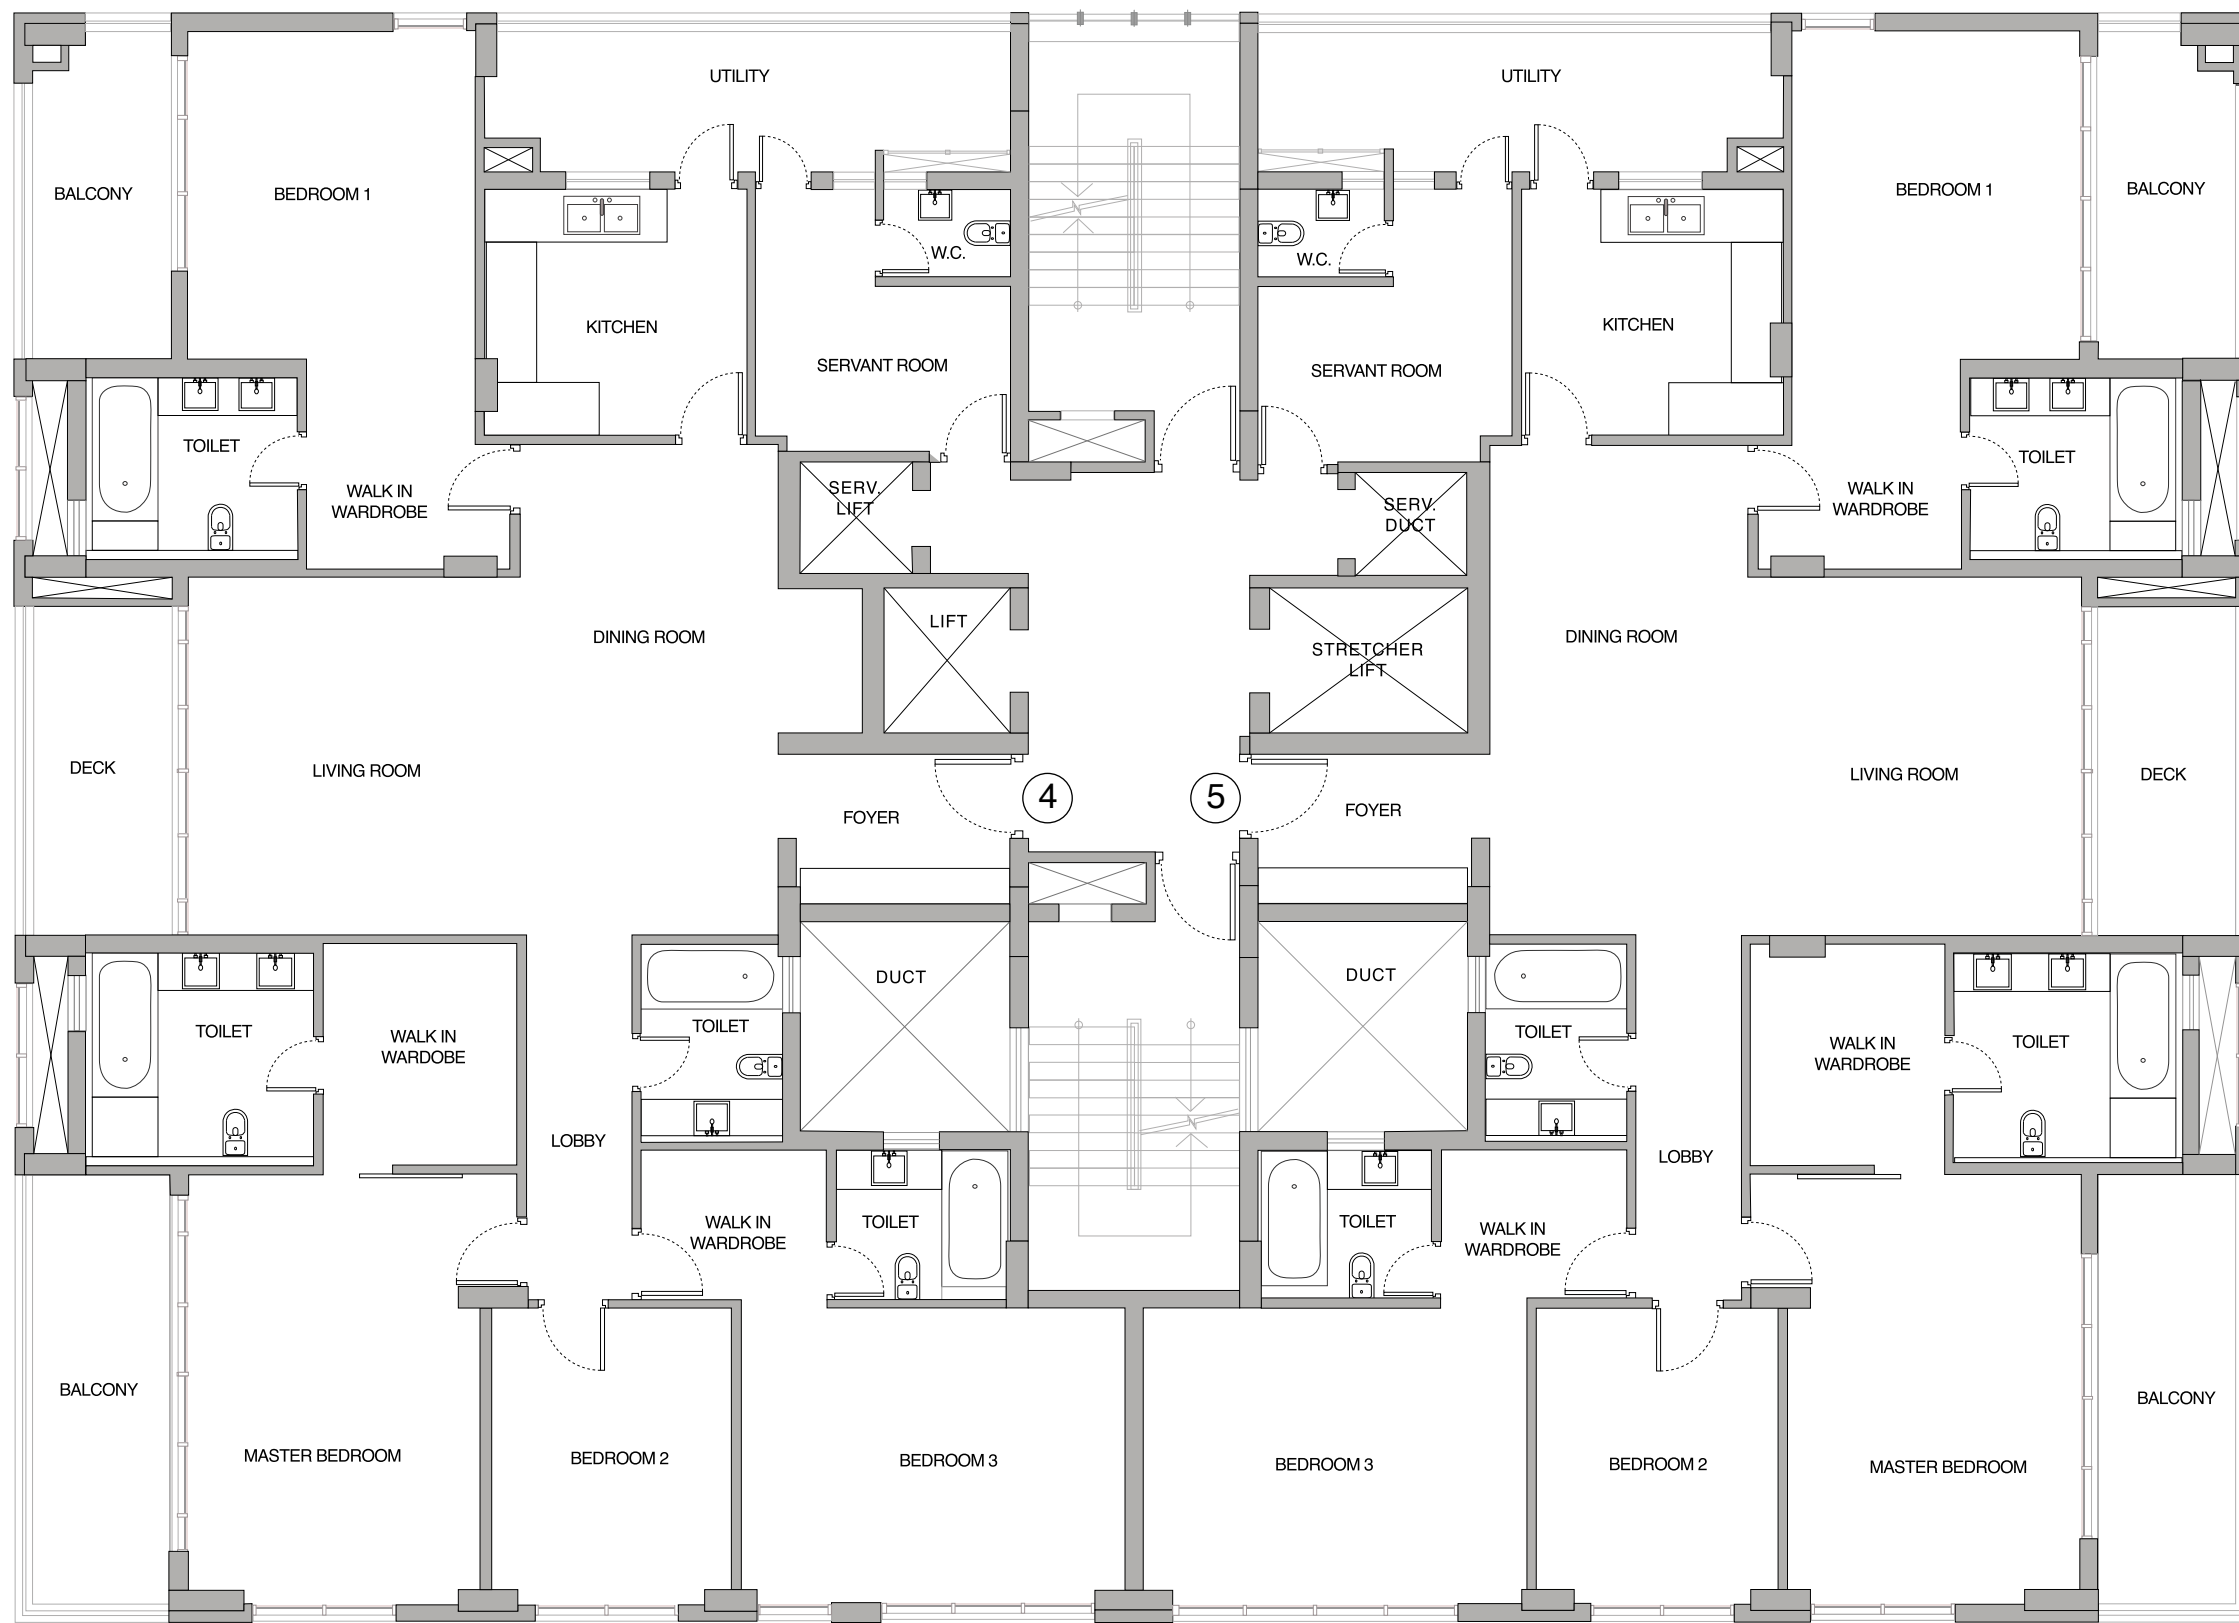 UTILITY
UTILITY
BALCONY
BEDROOM 1
BEDROOM 1
BALCONY
W.C.
W.C.
KITCHEN
KITCHEN
SERVANT ROOM
SERVANT ROOM
TOILET
TOILET
WALK IN
WARDROBE
SERV.
LIFT
SERV.
DUCT
WALK IN
WARDROBE
LIFT
DINING ROOM
STRETCHER
LIFT
DINING ROOM
DECK
LIVING ROOM
LIVING ROOM
DECK
4
5
FOYER
FOYER
DUCT
DUCT
TOILET
WALK IN
WARDOBE
TOILET
TOILET
WALK IN
WARDROBE
TOILET
LOBBY
LOBBY
WALK IN
WARDROBE
TOILET
TOILET
WALK IN
WARDROBE
BALCONY
BALCONY
MASTER BEDROOM
BEDROOM 2
BEDROOM 3
BEDROOM 3
BEDROOM 2
MASTER BEDROOM